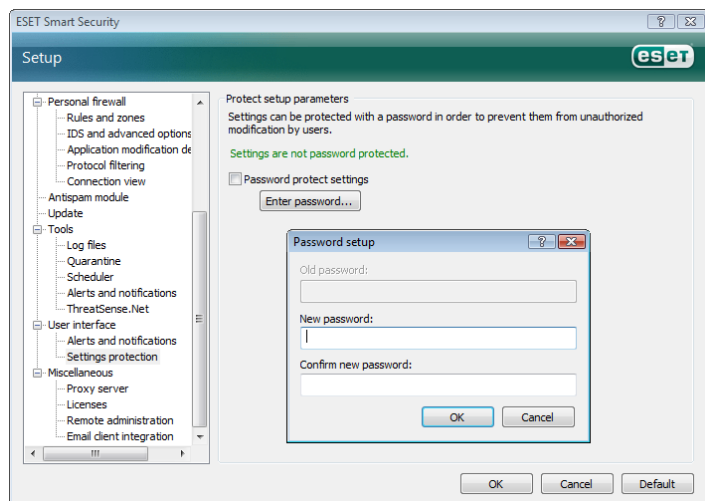 ESET Smart Security
Setup
eset
Personal firewall
Rules and zones
IDS and advanced options
Application modification de
Protocol filtering
Connection view
Antispam module
Update
Tools
Log files
Quarantine
Scheduler
Alerts and notifications
ThreatSense.Net
User interface
Alerts and notifications
Settings protection
Miscellaneous
Proxy server
Licenses
Remote administration
Email client integration
Protect setup parameters
Settings can be protected with a password in order to prevent them from unauthorized
modification by users.
Settings are not password protected.
Password protect settings
Enter password...
Password setup
Old password:
New password:
Confirm new password:
OK Cancel
OK Cancel Default